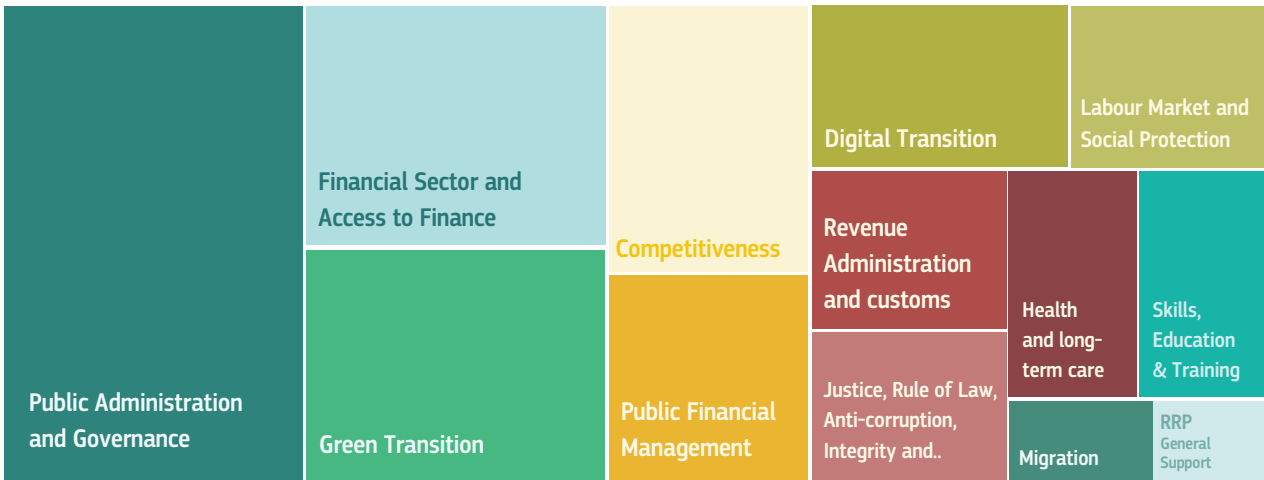 Public Administration
and Governance
Financial Sector and
Access to Finance
Green Transition
Competitiveness
Public Financial
Management
Digital Transition
Labour Market and
Social Protection
Revenue
Administration
and customs
Justice, Rule of Law,
Anti-corruption,
Integrity and..
Health
and long-
term care
Skills,
Education
& Training
Migration
RRP
General
Support